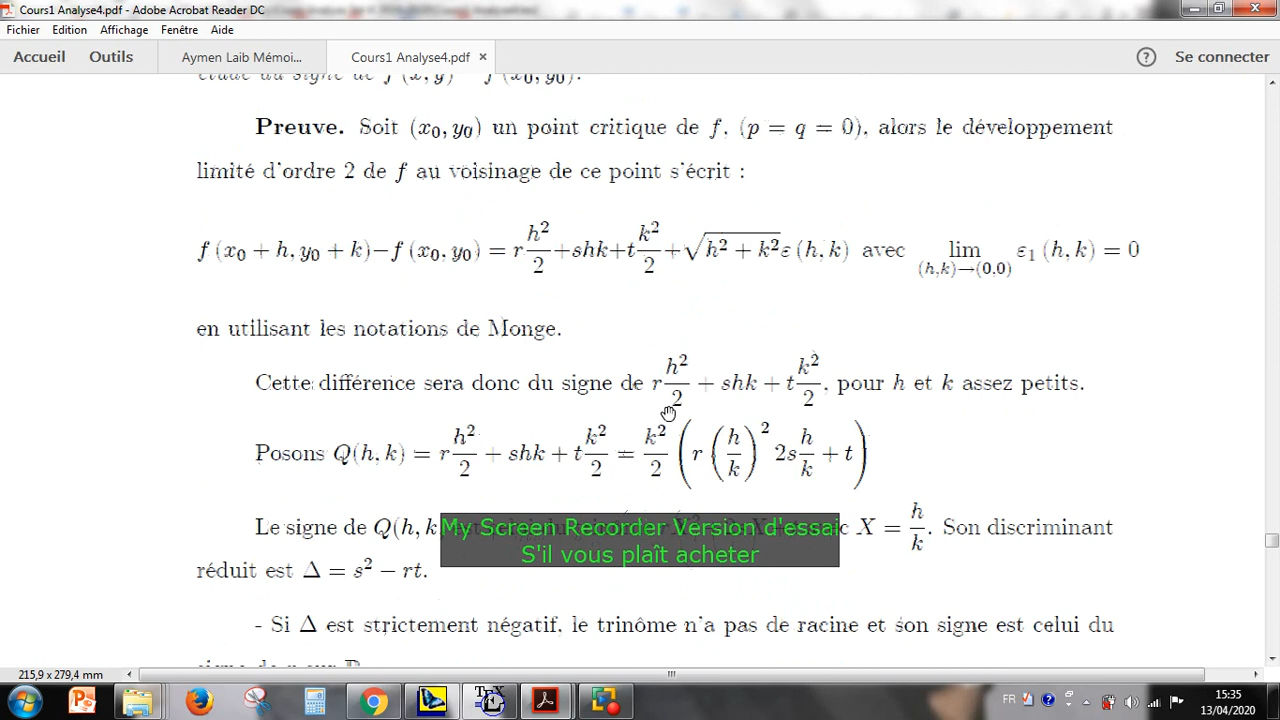 Cours1 Analyse4.pdf - Adobe Acrobat Reader DC
Fichier Edition Affichage Fenêtre Aide
Accueil Outils Aymen Laib Mémoi... Cours1 Analyse4.pdf × Se connecter
Preuve. Soit (x₀, y₀) un point critique de f, (p = q = 0), alors le développement
limité d'ordre 2 de f au voisinage de ce point s'écrit :
f (x₀ + h, y₀ + k) − f (x₀, y₀) = r h²/2 + shk + t k²/2 + √(h² + k²) ε (h, k) avec lim (h,k)→(0.0) ε₁ (h, k) = 0
en utilisant les notations de Monge.
Cette différence sera donc du signe de r h²/2 + shk + t k²/2, pour h et k assez petits.
Posons Q(h, k) = r h²/2 + shk + t k²/2 = k²/2 ( r (h/k)² 2s h/k + t )
Le signe de Q(h, k X = h/k. Son discriminant
My Screen Recorder Version d'essai
S'il vous plaît acheter
réduit est Δ = s² − rt.
- Si Δ est strictement négatif, le trinôme n'a pas de racine et son signe est celui du
215,9 x 279,4 mm
FR 15:35
13/04/2020